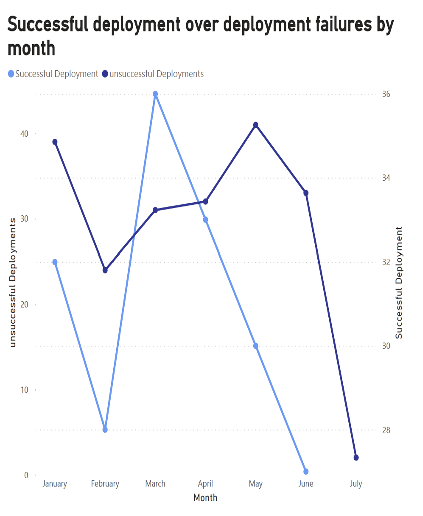 Successful deployment over deployment failures by
month
Successful Deployment unsuccessful Deployments
36
40
34
30
32
20
30
10
28
0
unsuccessful Deployments
Successful Deployment
January February March April May June July
Month